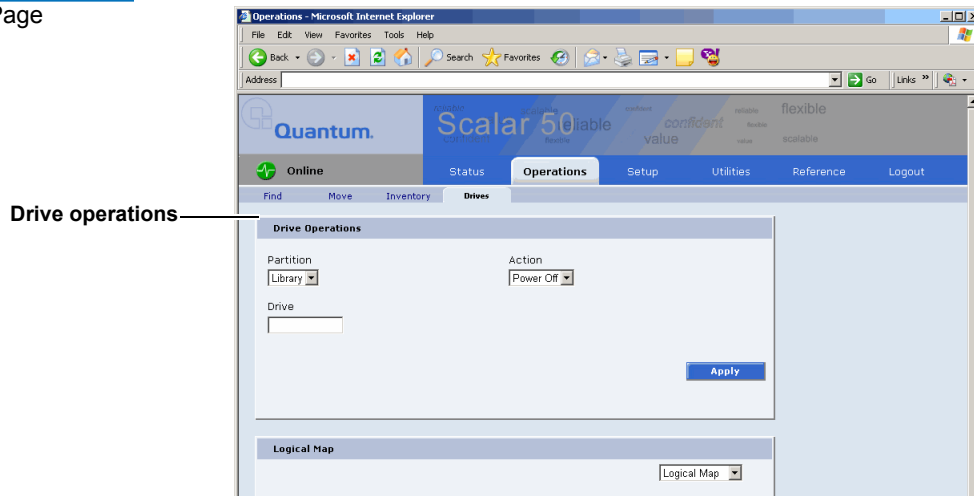 Page
Operations - Microsoft Internet Explorer
File Edit View Favorites Tools Help
Back Search Favorites
Address Go Links »
Quantum.
Scalar 50
reliable
confident
value
flexible
scalable
Online
Status Operations Setup Utilities Reference Logout
Find Move Inventory Drives
Drive operations
Drive Operations
Partition Action
Library Power Off
Drive
Apply
Logical Map
Logical Map